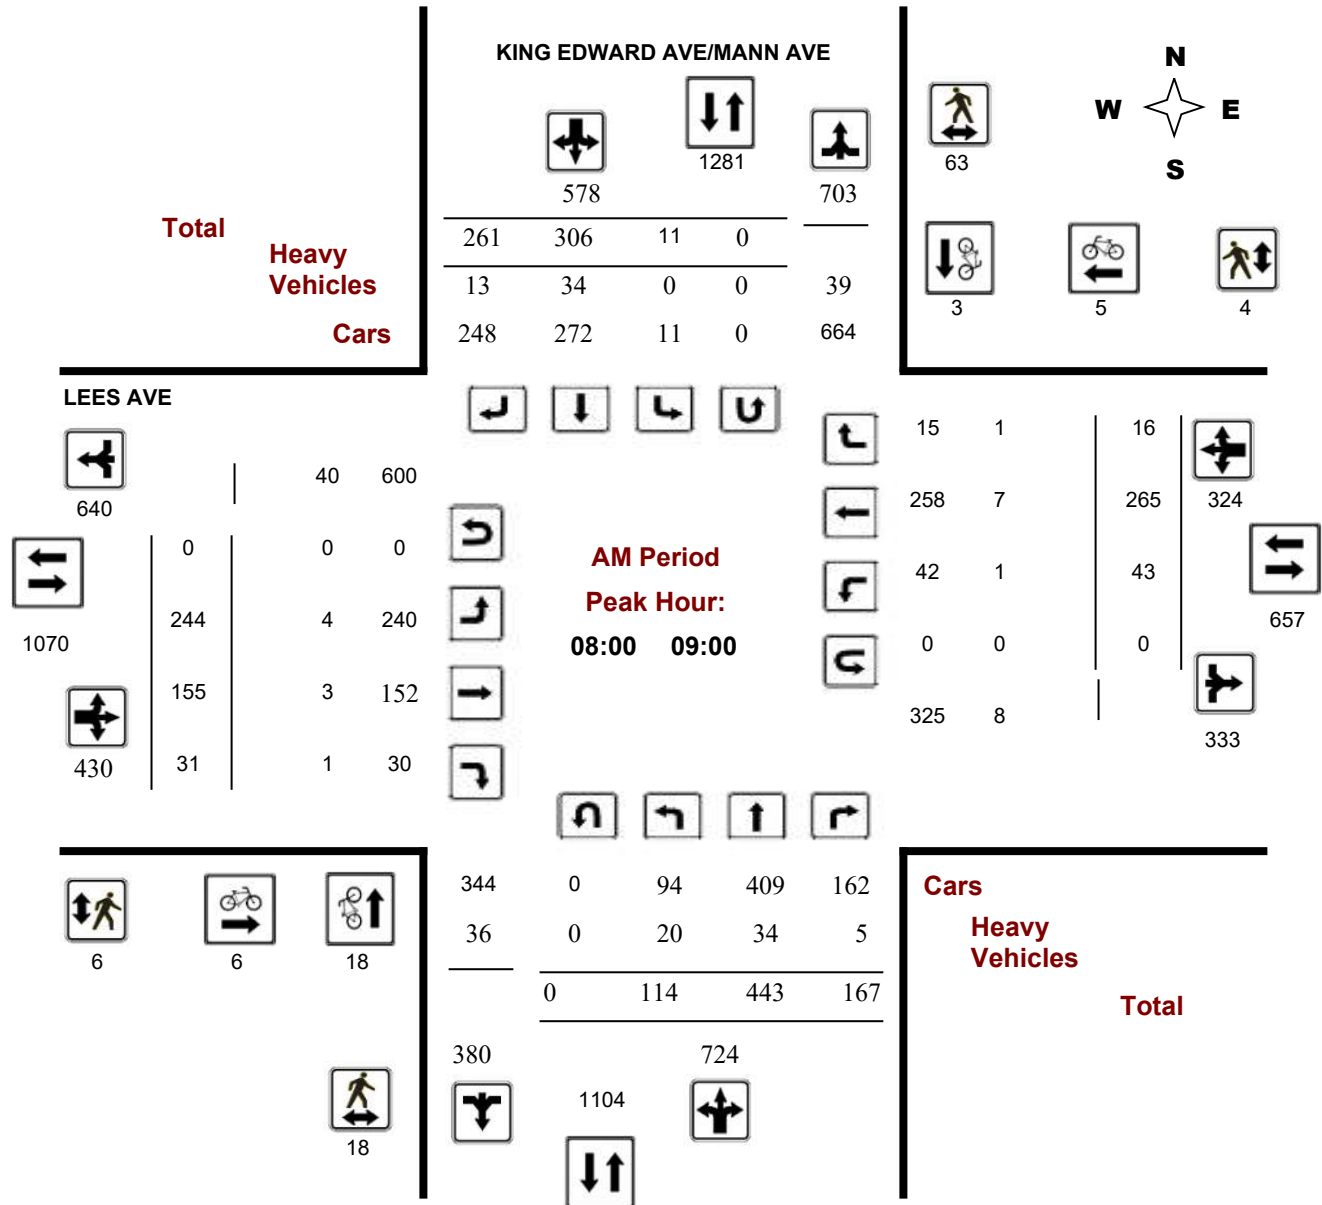 KING EDWARD AVE/MANN AVE
N
W E
S
1281
63
578 703
Total 261 306 11 0
Heavy
Vehicles 13 34 0 0 39
Cars 248 272 11 0 664
3 5 4
LEES AVE
640
40 600
0 0 0
1070
244 4 240
155 3 152
430
31 1 30
AM Period
Peak Hour:
08:00 09:00
15 1 16
258 7 265 324
42 1 43
657
0 0 0
325 8
333
344 0 94 409 162 Cars
36 0 20 34 5 Heavy
Vehicles
0 114 443 167 Total
6 6 18
380 724
1104
18